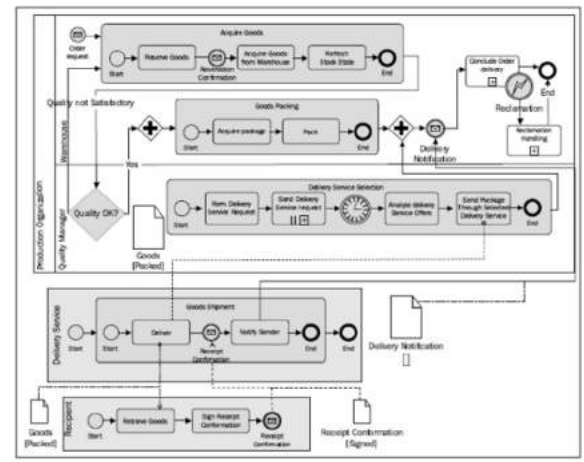 Acquire Goods
Order
request
Start
Reserve Goods
Reservation
Confirmation
Acquire Goods
from Warehouse
Refresh
Stock State
End
Conclude Order
delivery
End
Reclamation
Reclamation
Handling
Quality not Satisfactory
Warehouse
Goods Packing
Start
Acquire package
Pack
End
Delivery
Notification
Yes
Production Organization
Quality Manager
Quality OK?
Goods
[Packed]
Delivery Service Selection
Start
Form Delivery
Service Request
Send Delivery
Service Request
Analyze delivery
Service Offers
Send Package
Through Selected
Delivery Service
End
Delivery Service
Goods Shipment
Start
Start
Deliver
Receipt
Confirmation
Notify Sender
End
End
Delivery Notification
[]
Goods
[Packed]
Recipient
Start
Retrieve Goods
Sign Receipt
Confirmation
Receipt
Confirmation
Receipt Confirmation
[Signed]